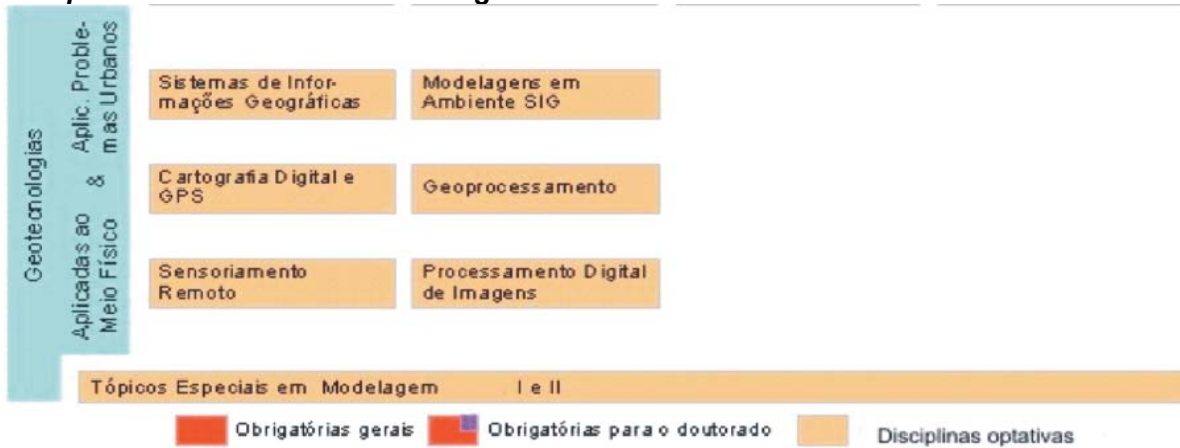 Geotecnologias
Aplicadas ao
Meio Físico
&
Aplic. Proble-
mas Urbanos
Sistemas de Infor-
mações Geográficas
Modelagens em
Ambiente SIG
Cartografia Digital e
GPS
Geoprocessamento
Sensoriamento
Remoto
Processamento Digital
de Imagens
Tópicos Especiais em Modelagem I e II
Obrigatórias gerais
Obrigatórias para o doutorado
Disciplinas optativas